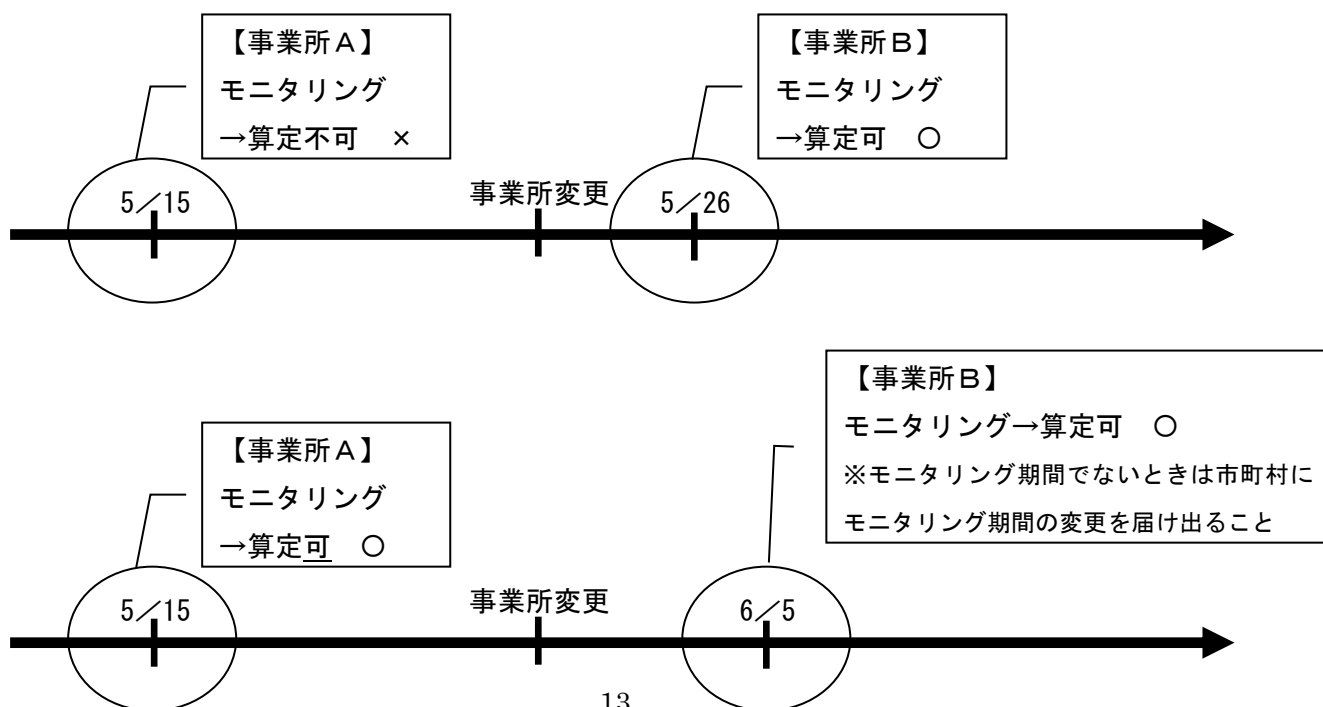 【事業所A】
モニタリング
→算定不可　×
【事業所B】
モニタリング
→算定可　○
5／15
事業所変更
5／26
【事業所A】
モニタリング
→算定可　○
【事業所B】
モニタリング→算定可　○
※モニタリング期間でないときは市町村に
モニタリング期間の変更を届け出ること
5／15
事業所変更
6／5
13